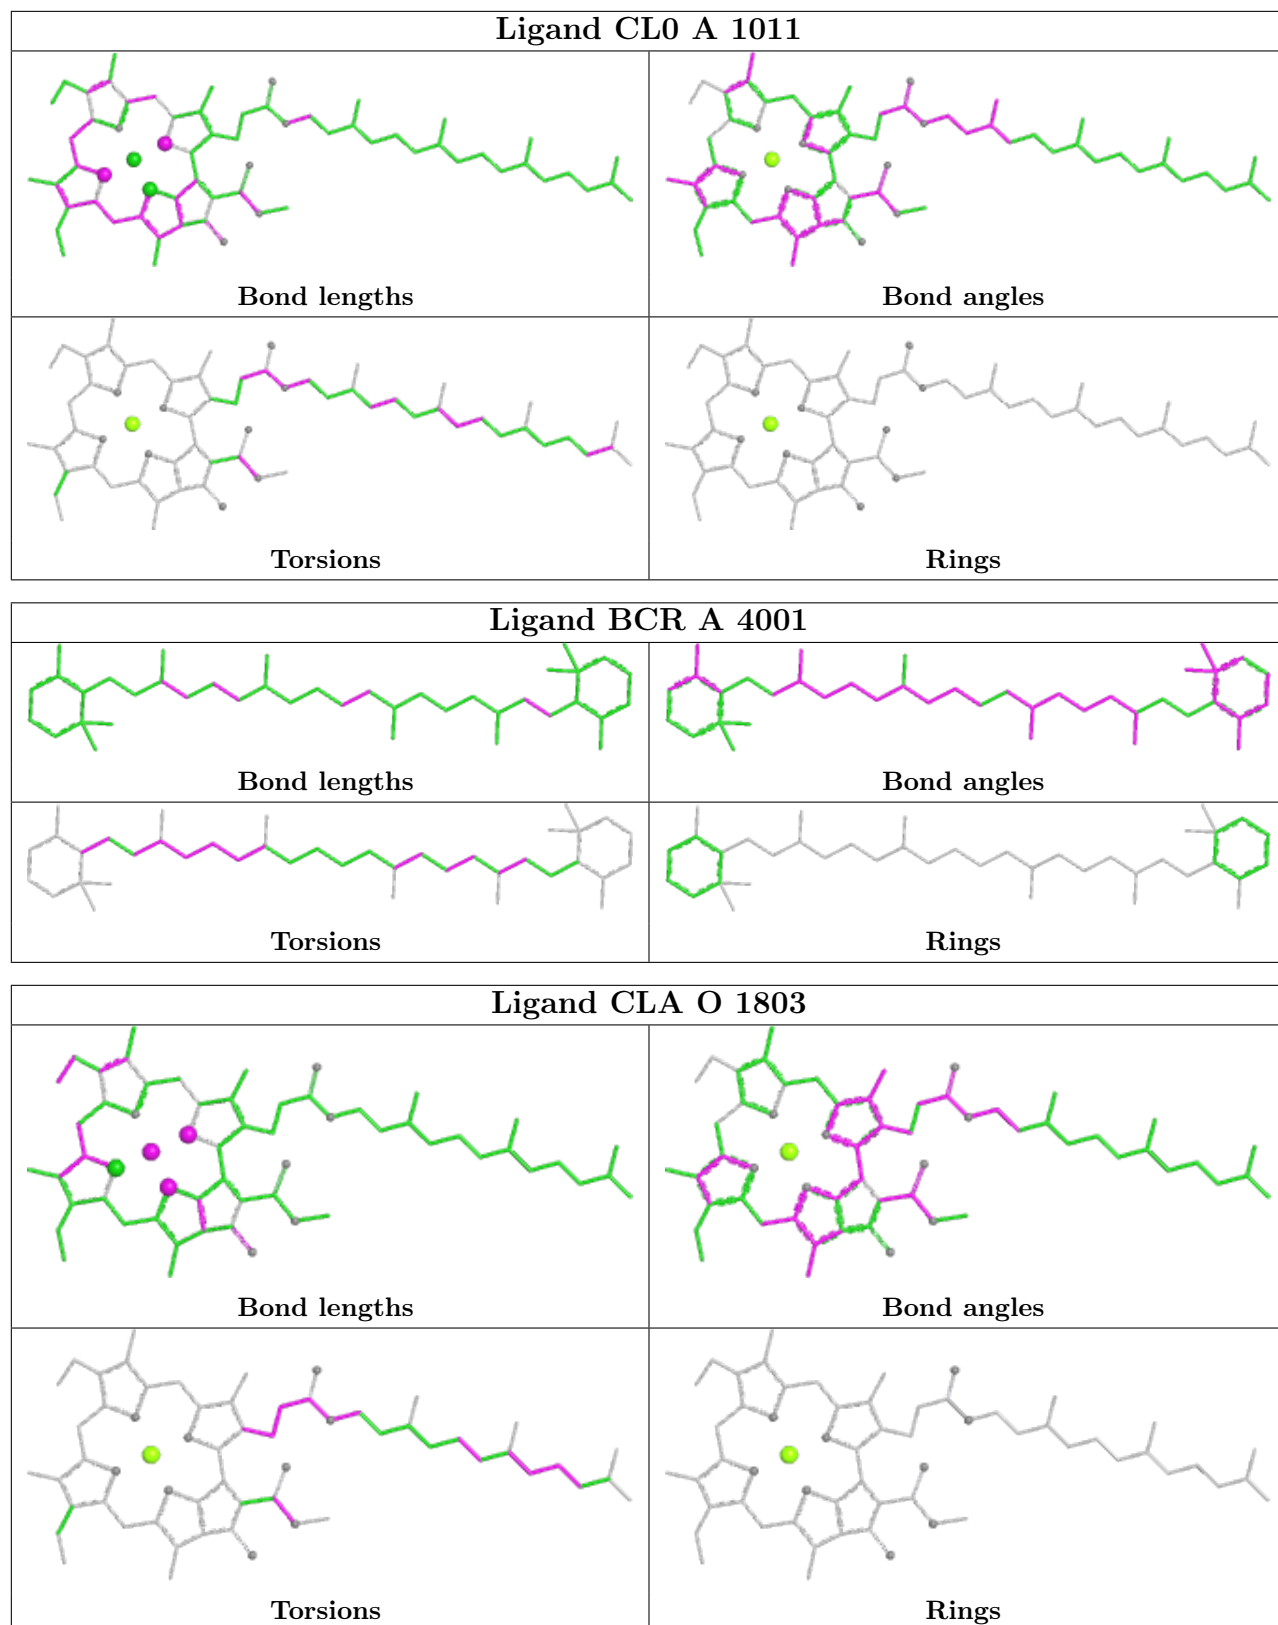 Ligand CL0 A 1011
Bond lengths
Bond angles
Torsions
Rings
Ligand BCR A 4001
Bond lengths
Bond angles
Torsions
Rings
Ligand CLA O 1803
Bond lengths
Bond angles
Torsions
Rings